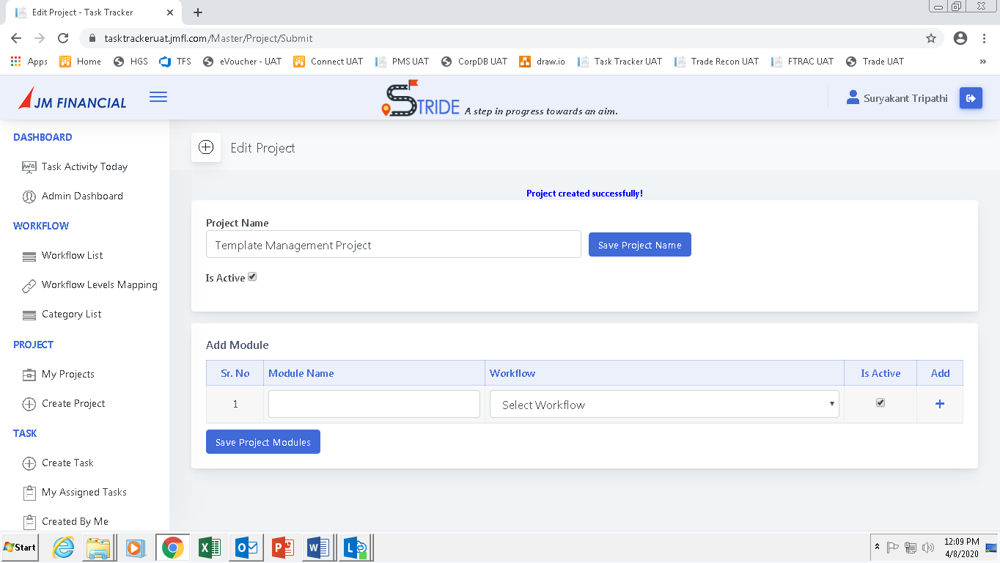 Edit Project - Task Tracker
tasktrackeruat.jmfl.com/Master/Project/Submit
Apps Home HGS TFS eVoucher - UAT Connect UAT PMS UAT CorpDB UAT draw.io Task Tracker UAT Trade Recon UAT FTRAC UAT Trade UAT »
JM FINANCIAL
STRIDE A step in progress towards an aim.
Suryakant Tripathi
DASHBOARD
Task Activity Today
Admin Dashboard
WORKFLOW
Workflow List
Workflow Levels Mapping
Category List
PROJECT
My Projects
Create Project
TASK
Create Task
My Assigned Tasks
Created By Me
Edit Project
Project created successfully!
Project Name
Template Management Project Save Project Name
Is Active
Add Module
Sr. No Module Name Workflow Is Active Add
1 Select Workflow +
Save Project Modules
Start
12:09 PM
4/8/2020